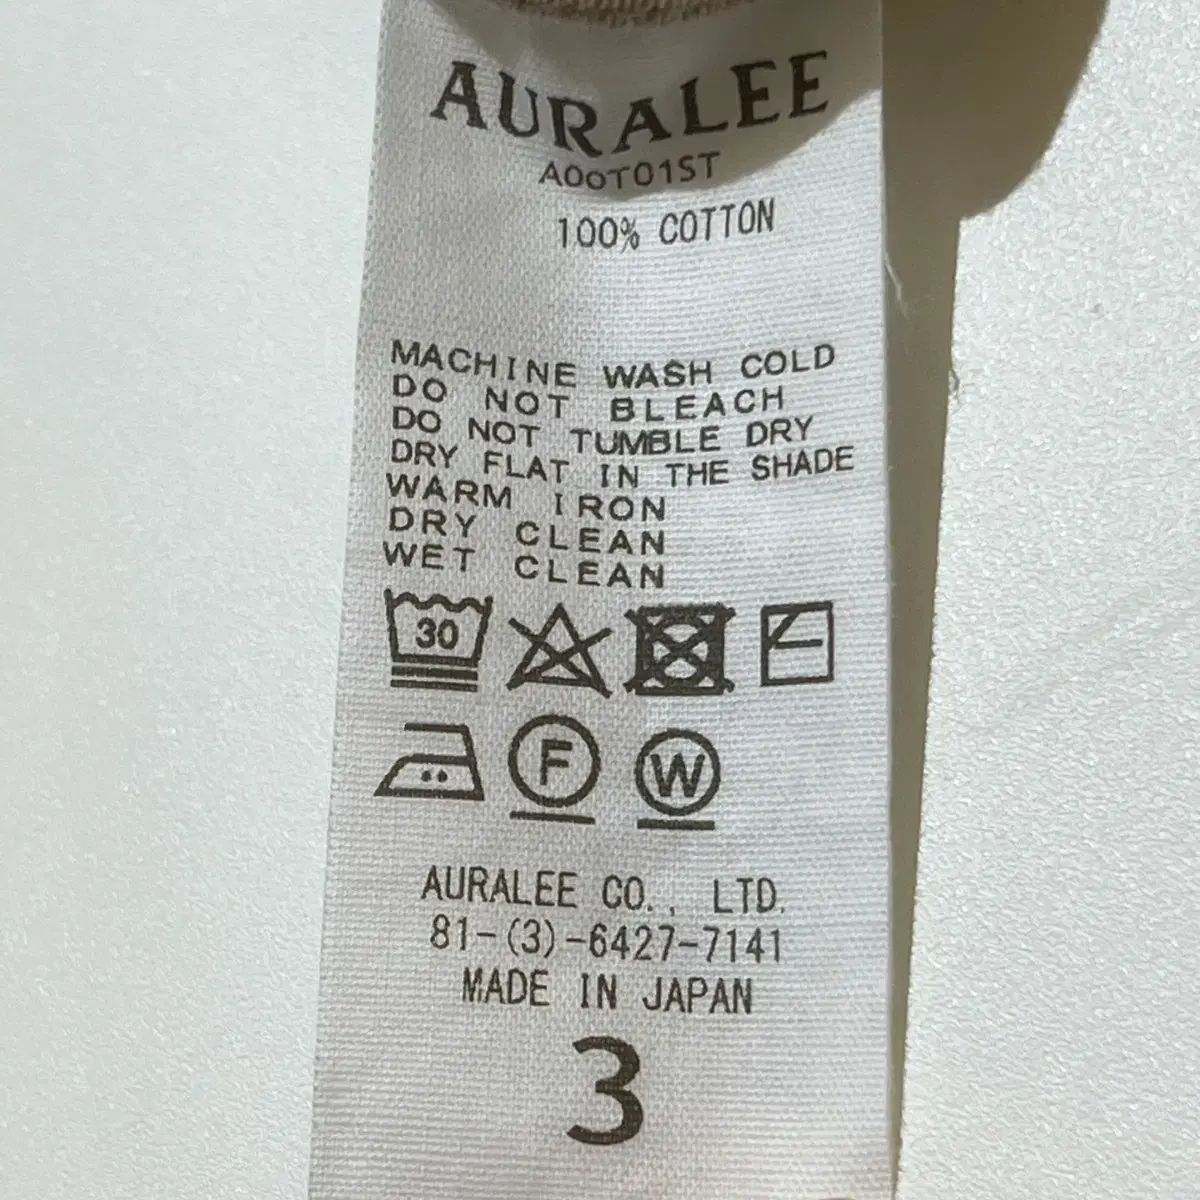 AURALEE
A00T01ST
100% COTTON
MACHINE WASH COLD
DO NOT BLEACH
DO NOT TUMBLE DRY
DRY FLAT IN THE SHADE
WARM IRON
DRY CLEAN
WET CLEAN
30
F
W
AURALEE CO., LTD.
81-(3)-6427-7141
MADE IN JAPAN
3